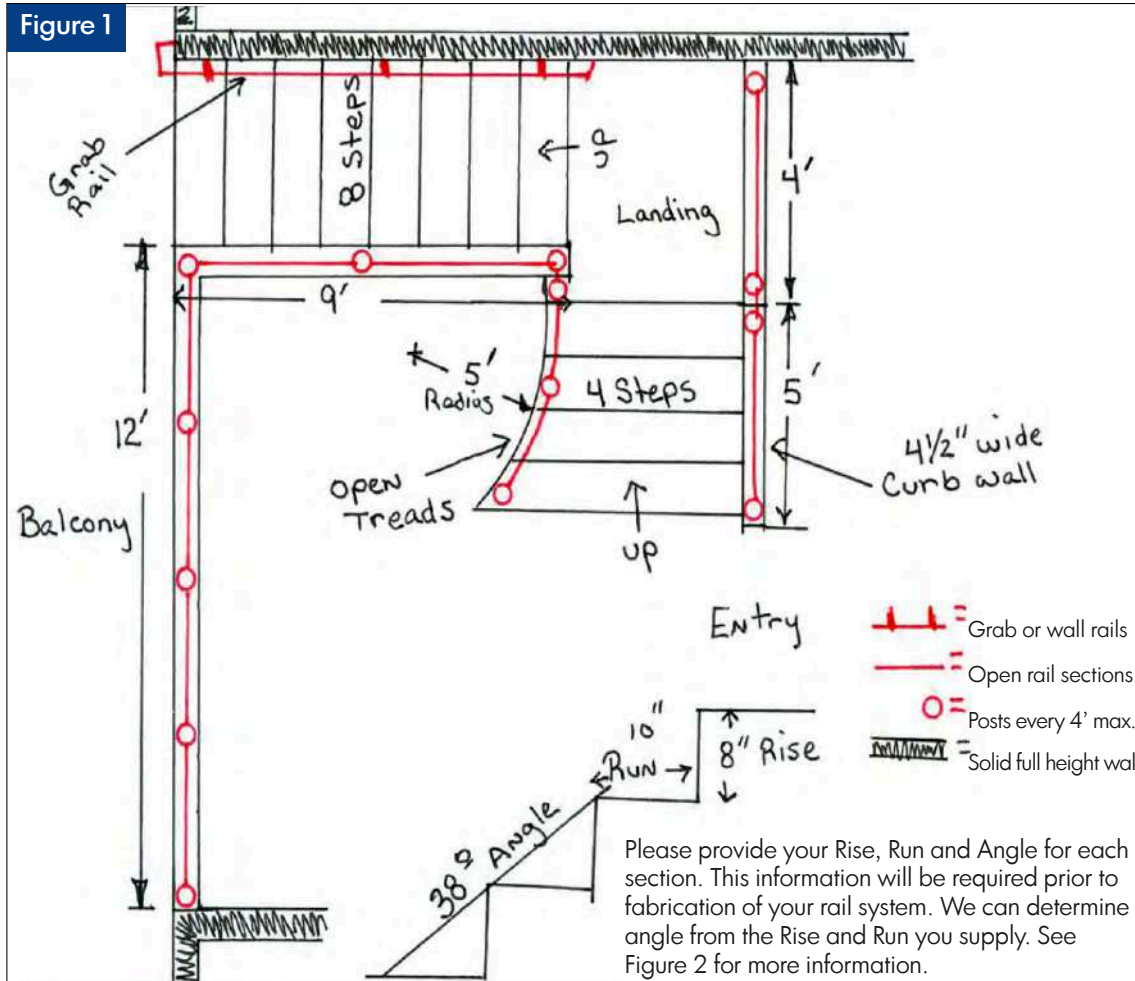 Figure 1
8 Steps
up
Grab
Rail
Landing
4'
9'
5'
Radius
4 Steps
5'
12'
4 1/2" wide
Curb wall
Open
Treads
Balcony
up
Entry
= Grab or wall rails
= Open rail sections
= Posts every 4' max.
= Solid full height wal
10"
Run
8" Rise
38° Angle
Please provide your Rise, Run and Angle for each
section. This information will be required prior to
fabrication of your rail system. We can determine
angle from the Rise and Run you supply. See
Figure 2 for more information.